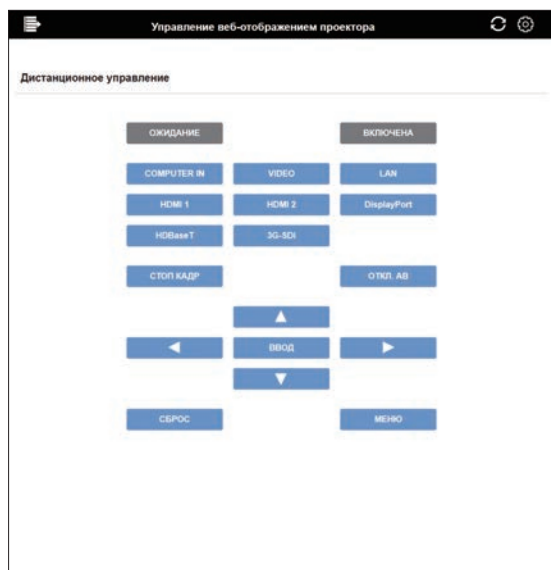 Управление веб-отображением проектора
Дистанционное управление
ОЖИДАНИЕ ВКЛЮЧЕНА
COMPUTER IN VIDEO LAN
HDMI 1 HDMI 2 DisplayPort
HDBaseT 3G-SDI
СТОП КАДР ОТКЛ. АВ
ВВОД
СБРОС МЕНЮ